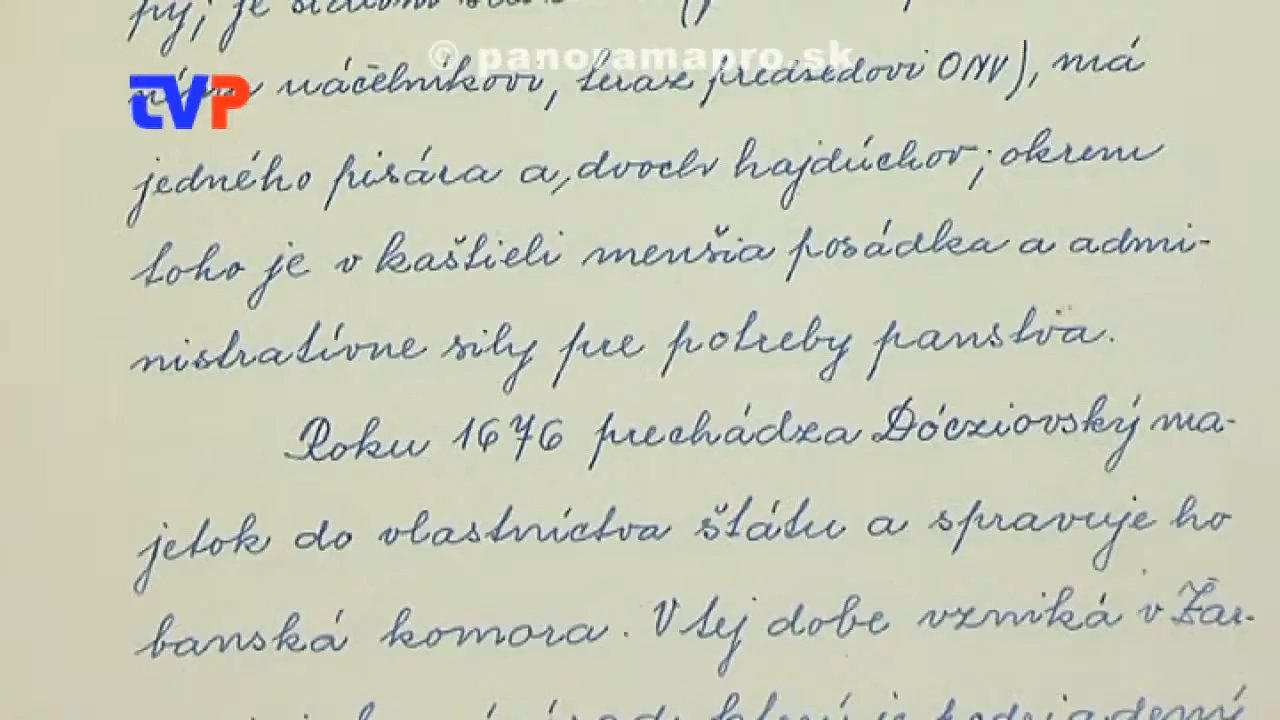 py; je
© panoramapro.sk
náčelníkovi, teraz predsedovi ONV), má
TVP
jedného pisára a, dvoch hajdúchov; okrem
toho je v kaštieli menšia posádka a admi-
nistratívne sily pre potreby panstva.
Roku 1676 prechádza Dócziovský ma-
jetok do vlastníctva štátu a spravuje ho
banská komora. V tej dobe vzniká v Žar-